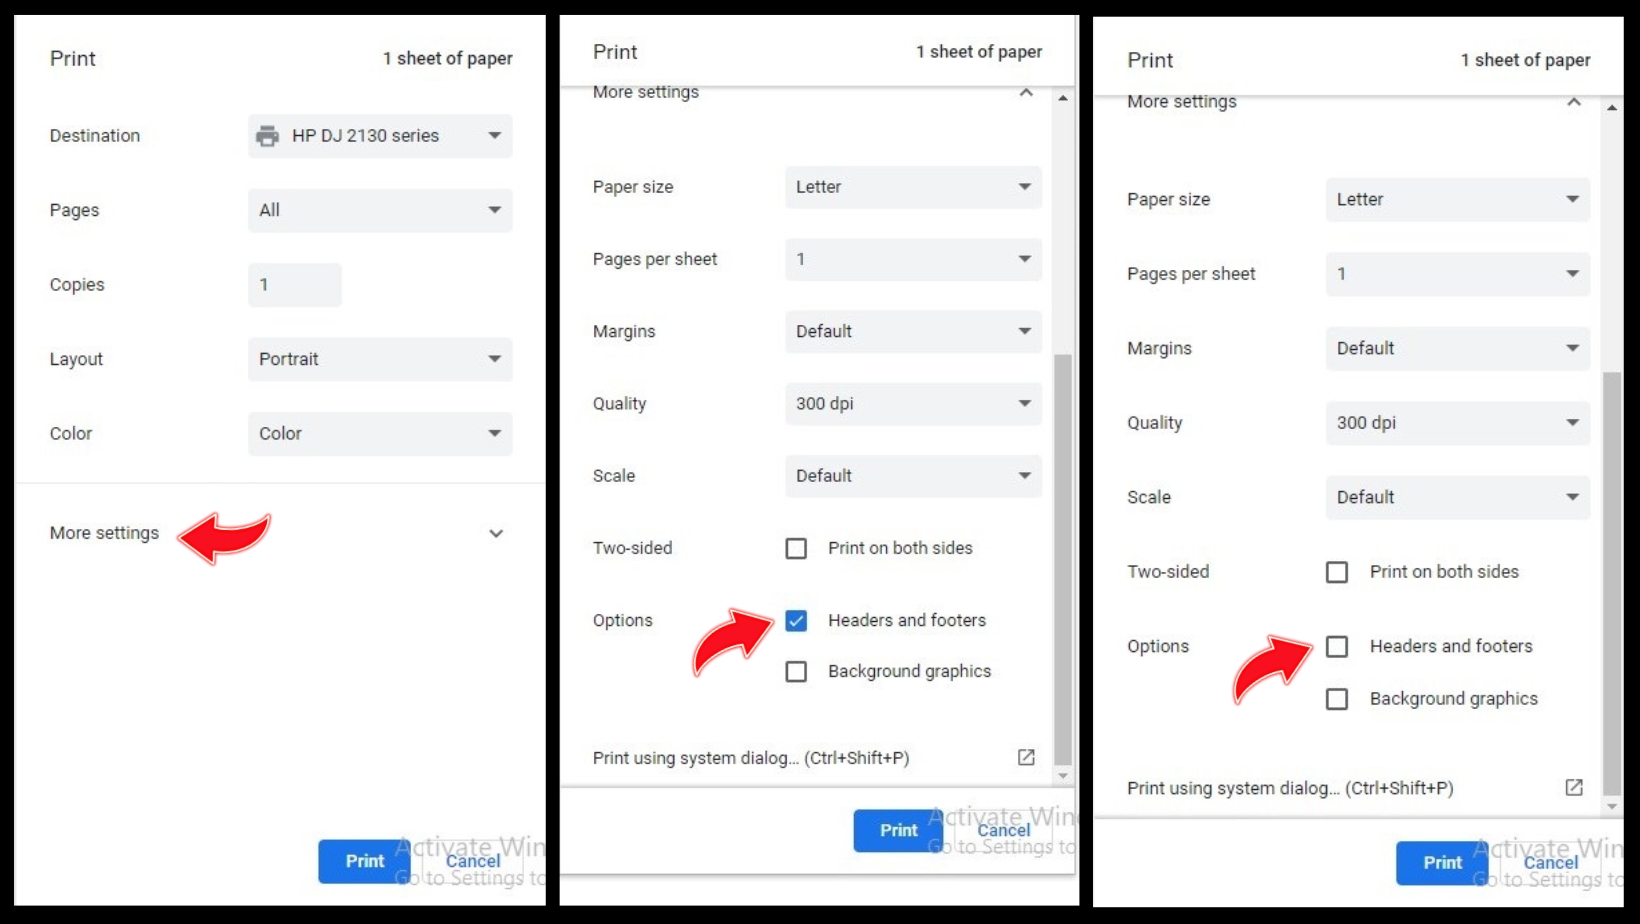 Print
1 sheet of paper
Destination
HP DJ 2130 series
Pages
All
Copies
1
Layout
Portrait
Color
Color
More settings
Print
Cancel
Activate Win
Go to Settings to
Print
1 sheet of paper
More settings
Paper size
Letter
Pages per sheet
1
Margins
Default
Quality
300 dpi
Scale
Default
Two-sided
Print on both sides
Options
Headers and footers
Background graphics
Print using system dialog... (Ctrl+Shift+P)
Print
Cancel
Activate Win
Go to Settings to
Print
1 sheet of paper
More settings
Paper size
Letter
Pages per sheet
1
Margins
Default
Quality
300 dpi
Scale
Default
Two-sided
Print on both sides
Options
Headers and footers
Background graphics
Print using system dialog... (Ctrl+Shift+P)
Print
Cancel
Activate Win
Go to Settings to